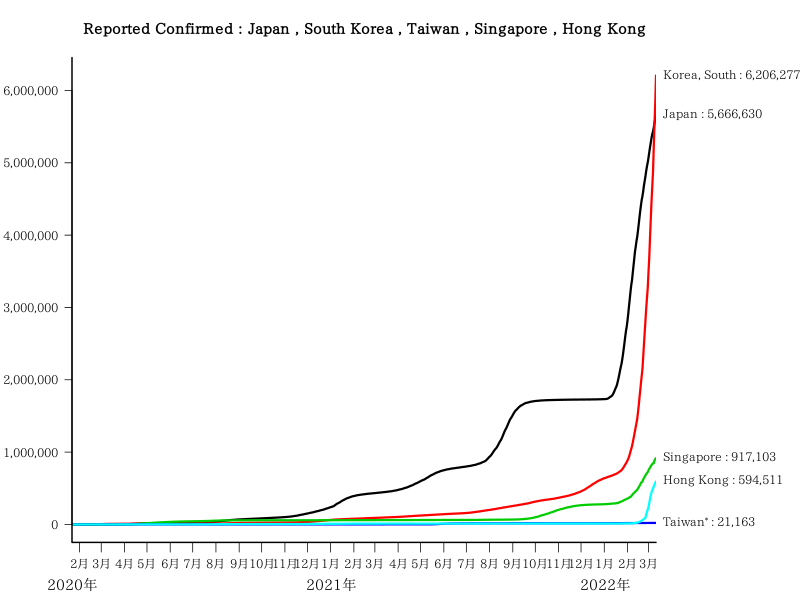 Reported Confirmed : Japan , South Korea , Taiwan , Singapore , Hong Kong
Korea, South : 6,206,277
6,000,000
Japan : 5,666,630
5,000,000
4,000,000
3,000,000
2,000,000
1,000,000
Singapore : 917,103
Hong Kong : 594,511
Taiwan* : 21,163
0
2月 3月 4月 5月 6月 7月 8月 9月 10月 11月 12月 1月 2月 3月 4月 5月 6月 7月 8月 9月 10月 11月 12月 1月 2月 3月
2020年 2021年 2022年